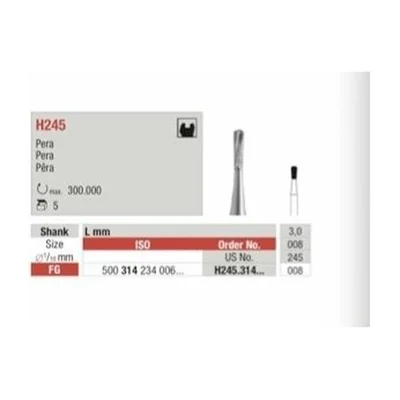 H245
Pera
Pera
Pêra
max. 300.000
5
Shank L mm 3,0
Size ISO Order No. 008
Ø 1/10 mm US No. 245
FG 500 314 234 006... H245.314... 008